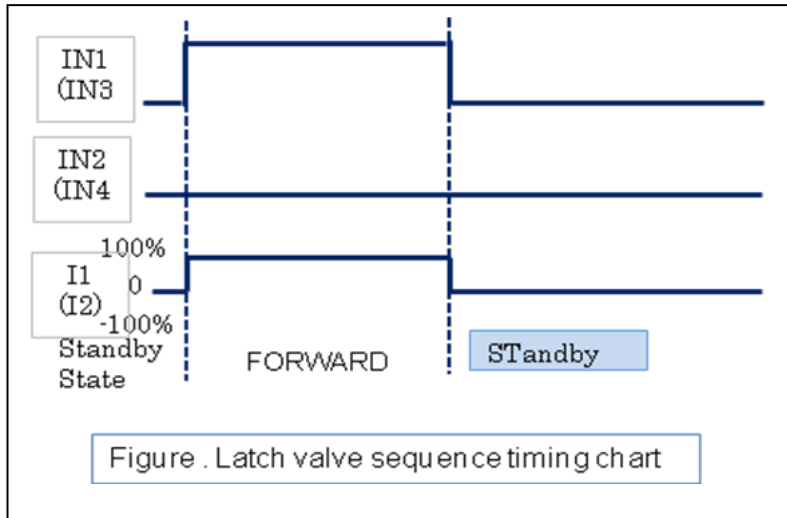 IN1
(IN3
IN2
(IN4
100%
I1
0
(I2)
-100%
Standby
State
FORWARD
STandby
Figure . Latch valve sequence timing chart